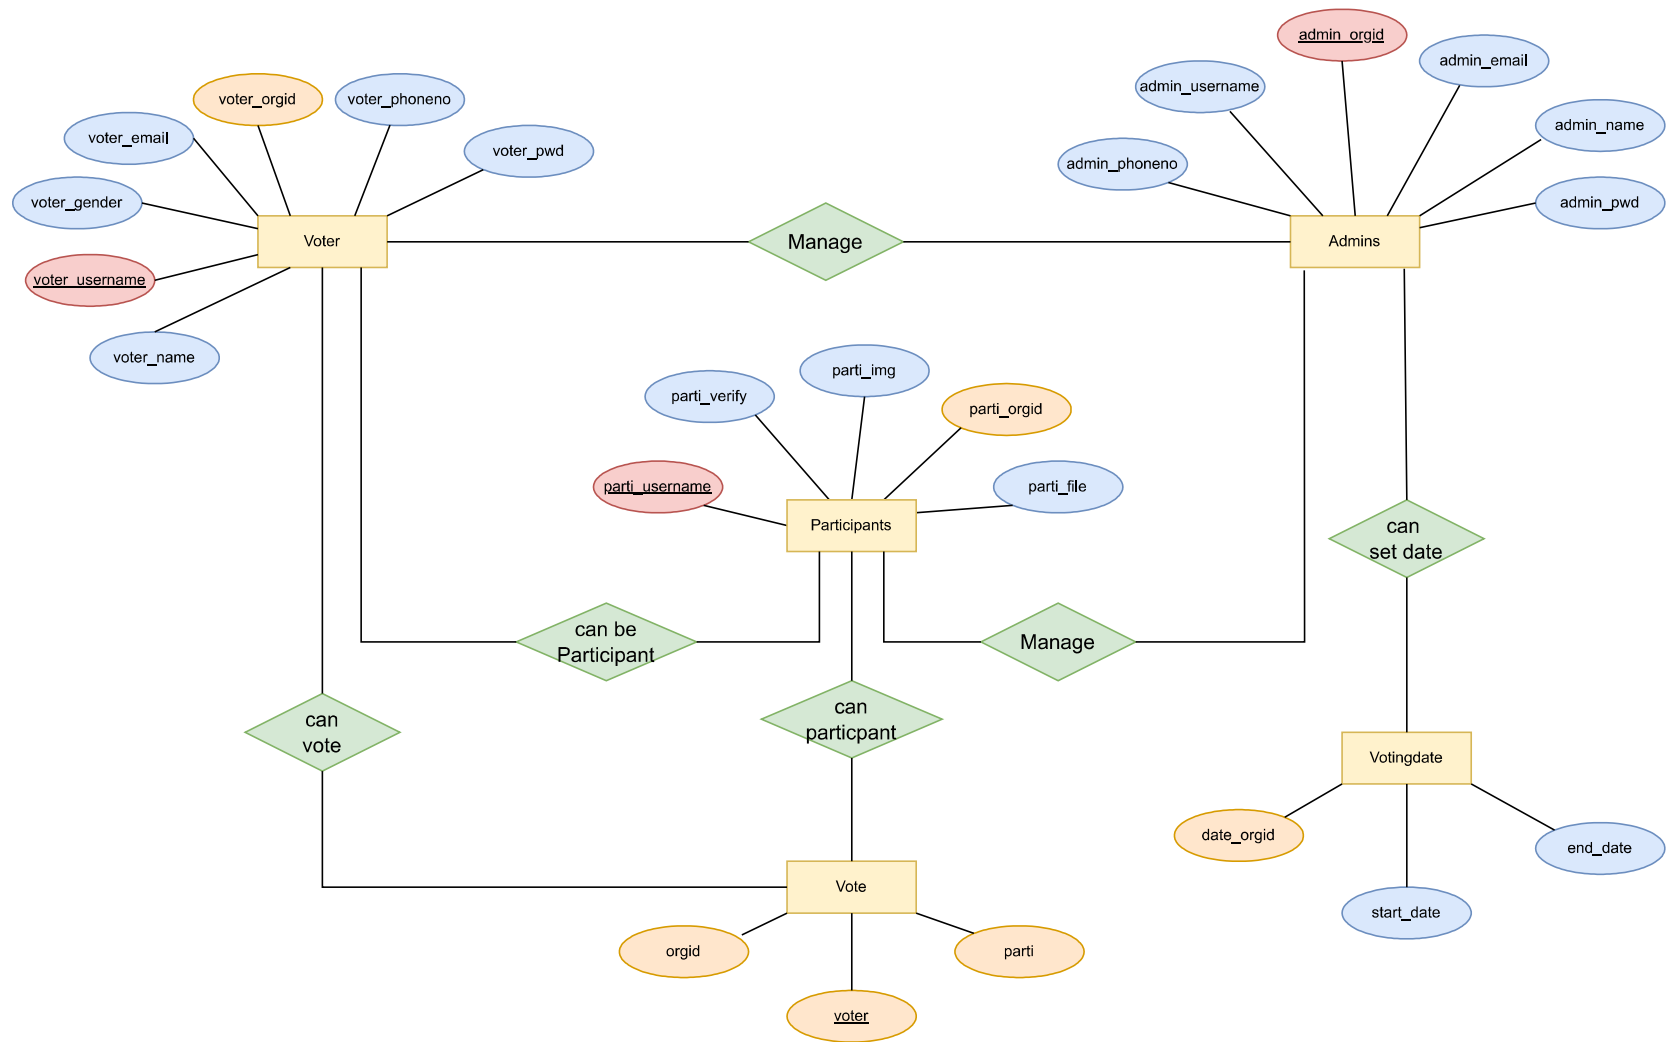 admin_orgid
admin_email
admin_username
voter_orgid
voter_phoneno
admin_name
voter_email
voter_pwd
admin_phoneno
voter_gender
admin_pwd
Voter
Manage
Admins
voter_username
voter_name
parti_img
parti_verify
parti_orgid
parti_username
parti_file
Participants
can
set date
can be
Participant
Manage
can
particpant
can
vote
Votingdate
date_orgid
end_date
Vote
start_date
orgid
parti
voter